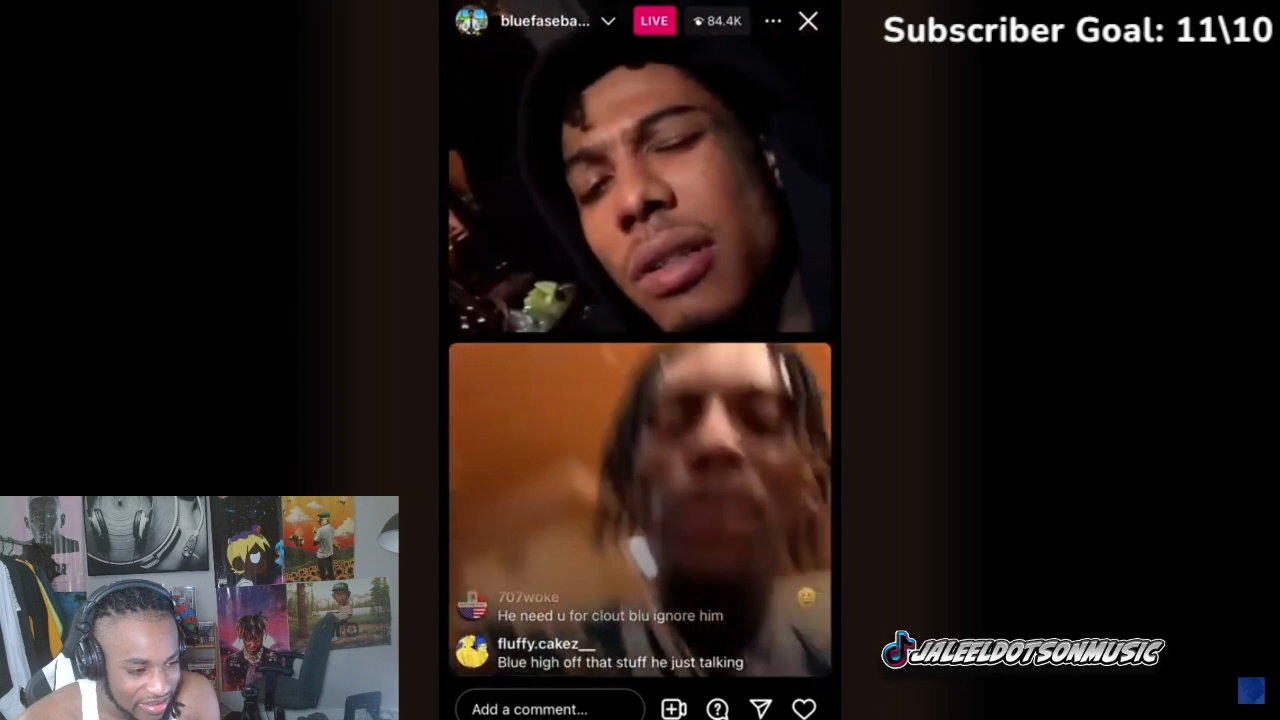 bluefaseba...
LIVE
84.4K
Subscriber Goal: 11\10
707woke
He need u for clout blu ignore him
fluffy.cakez__
Blue high off that stuff he just talking
JALEELDOTSONMUSIC
Add a comment...